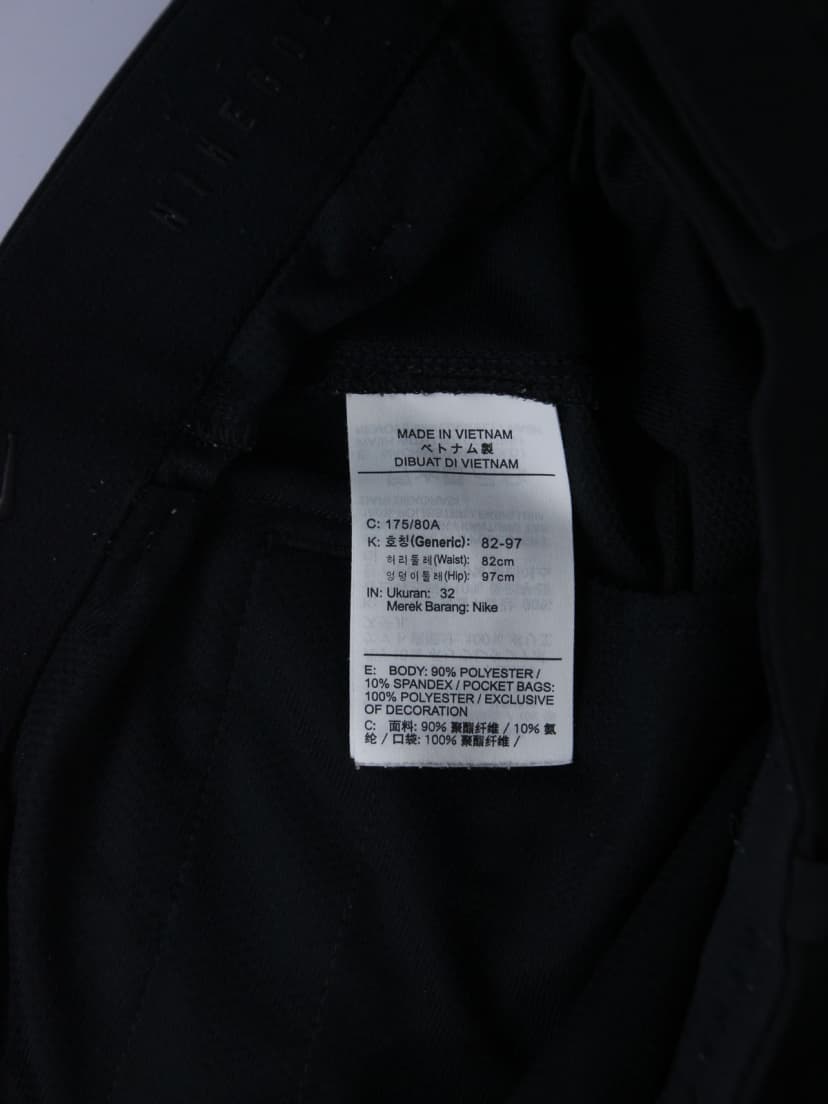 MADE IN VIETNAM
ベトナム製
DIBUAT DI VIETNAM
C: 175/80A
K: 호칭(Generic): 82-97
허리둘레(Waist): 82cm
엉덩이둘레(Hip): 97cm
IN: Ukuran: 32
Merek Barang: Nike
E: BODY: 90% POLYESTER /
10% SPANDEX / POCKET BAGS:
100% POLYESTER / EXCLUSIVE
OF DECORATION
C: 面料: 90% 聚酯纤维 / 10% 氨
纶 / 口袋: 100% 聚酯纤维 /